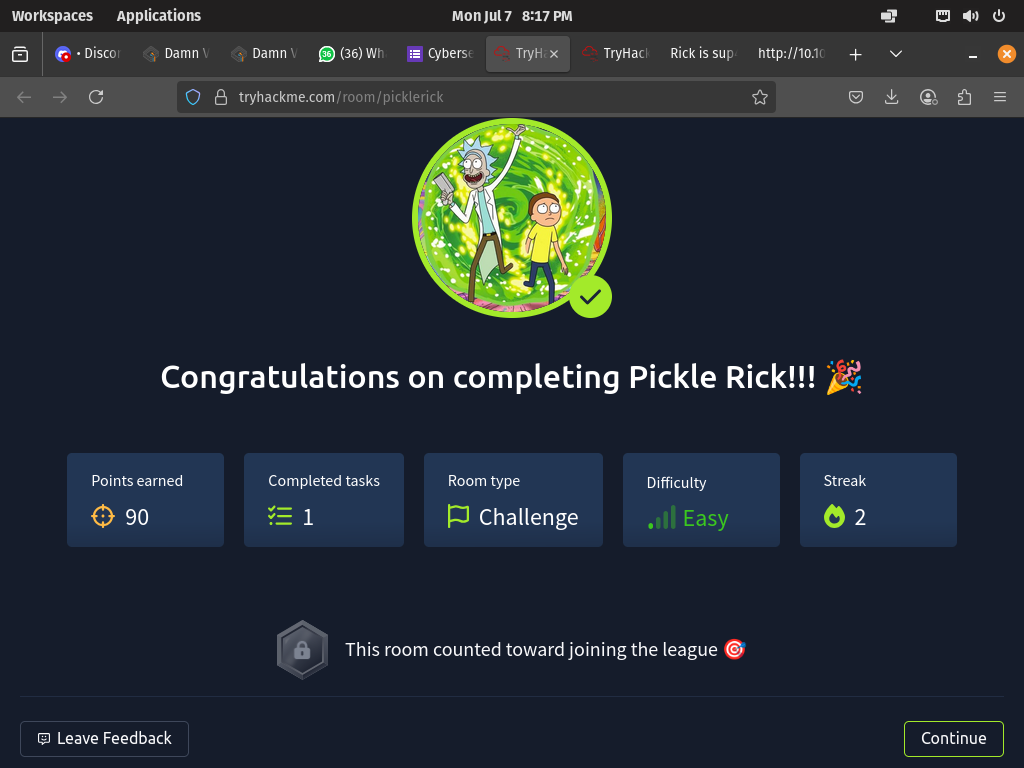 Workspaces Applications Mon Jul 7 8:17 PM
• Disco Damn V Damn V 36 (36) Wh Cyberse TryHa TryHack Rick is sup http://10.10
tryhackme.com/room/picklerick
Congratulations on completing Pickle Rick!!! 🎉
Points earned
90
Completed tasks
1
Room type
Challenge
Difficulty
Easy
Streak
2
This room counted toward joining the league 🎯
Leave Feedback Continue